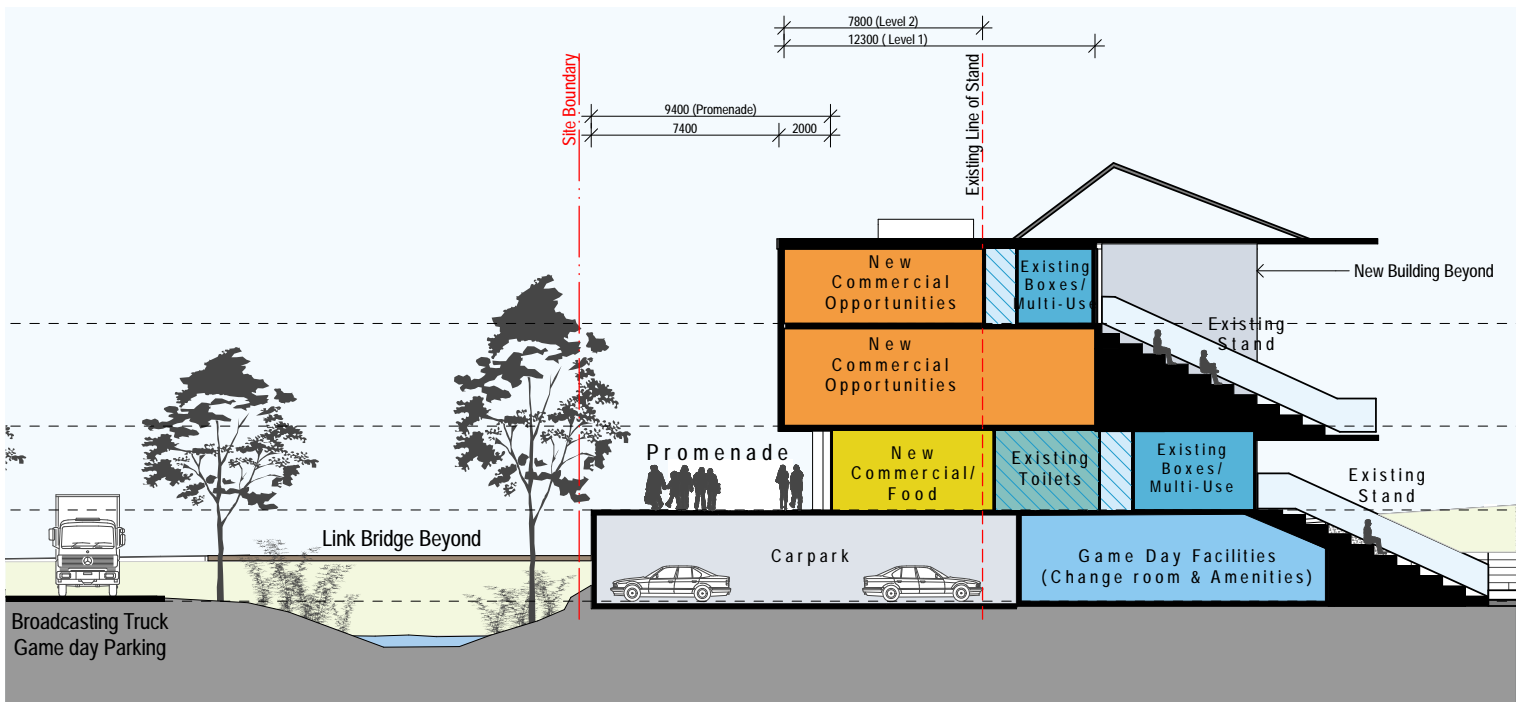 7800 (Level 2)
12300 ( Level 1)
Site Boundary
9400 (Promenade)
7400
2000
Existing Line of Stand
New
Commercial
Opportunities
Existing
Boxes/
Multi-Use
New Building Beyond
New
Commercial
Opportunities
Existing
Stand
Promenade
New
Commercial/
Food
Existing
Toilets
Existing
Boxes/
Multi-Use
Existing
Stand
Link Bridge Beyond
Carpark
Game Day Facilities
(Change room & Amenities)
Broadcasting Truck
Game day Parking